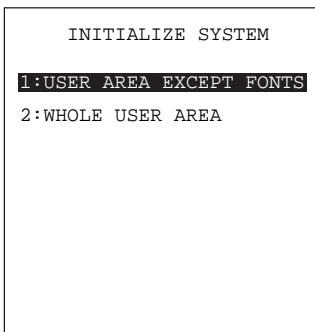 INITIALIZE SYSTEM
1:USER AREA EXCEPT FONTS
2:WHOLE USER AREA